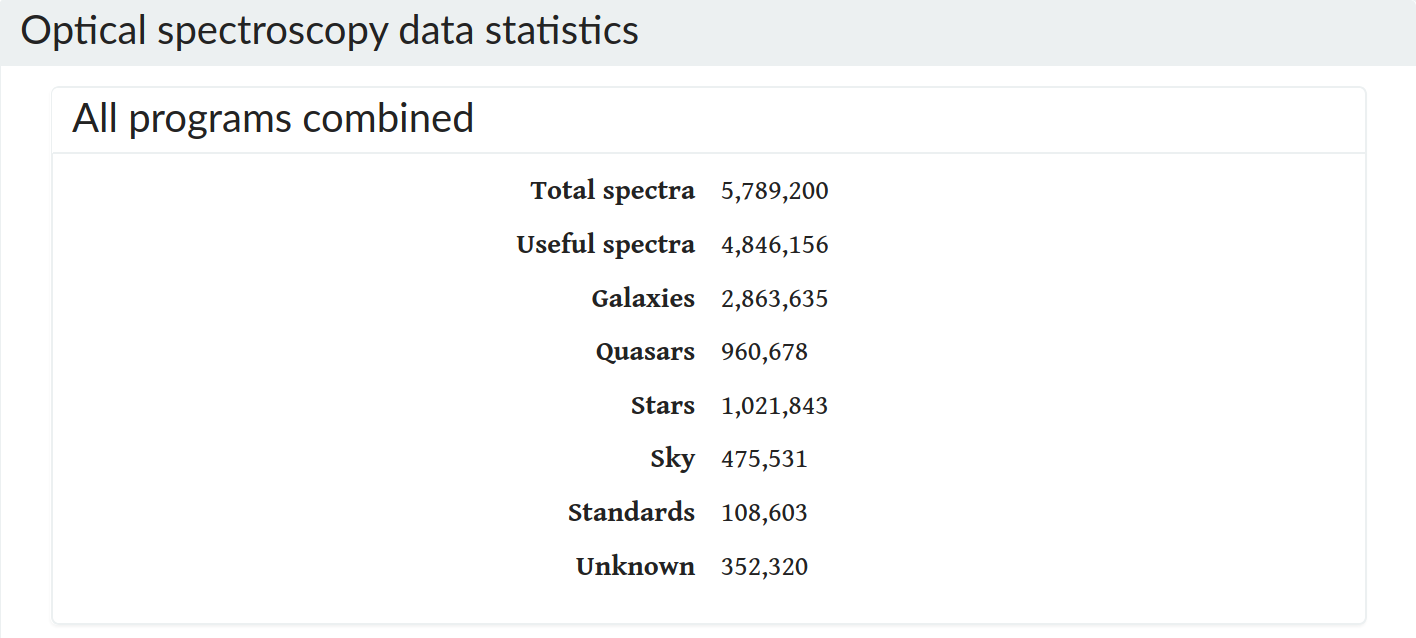 Optical spectroscopy data statistics
All programs combined
Total spectra 5,789,200
Useful spectra 4,846,156
Galaxies 2,863,635
Quasars 960,678
Stars 1,021,843
Sky 475,531
Standards 108,603
Unknown 352,320